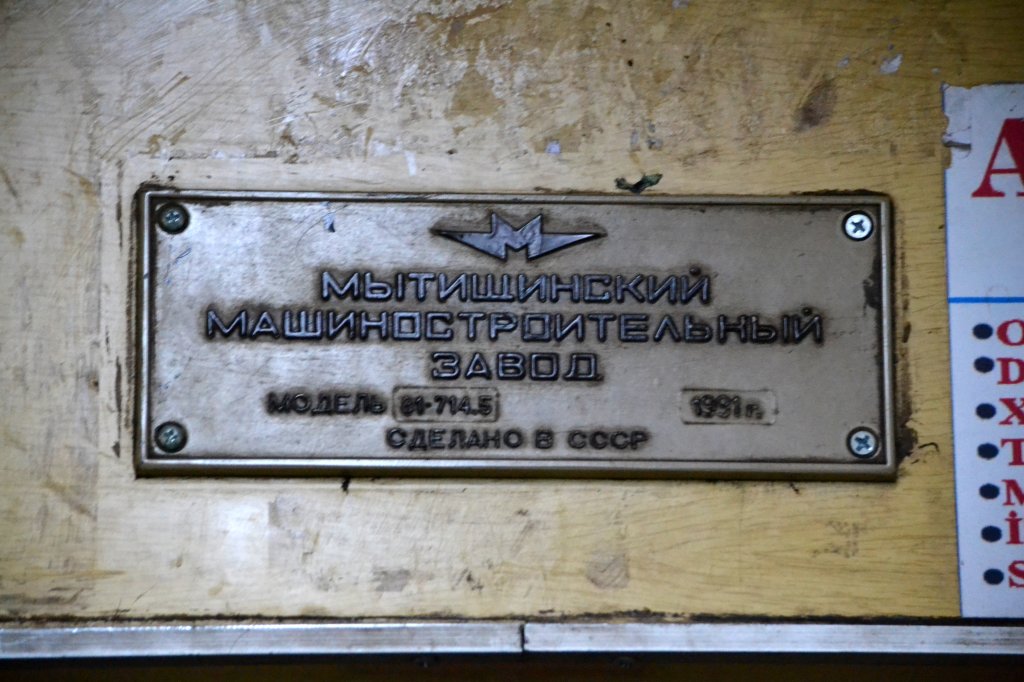 МЫТИЩИНСКИЙ
МАШИНОСТРОИТЕЛЬНЫЙ
ЗАВОД
МОДЕЛЬ 81-714.5 1991 г.
СДЕЛАНО В СССР